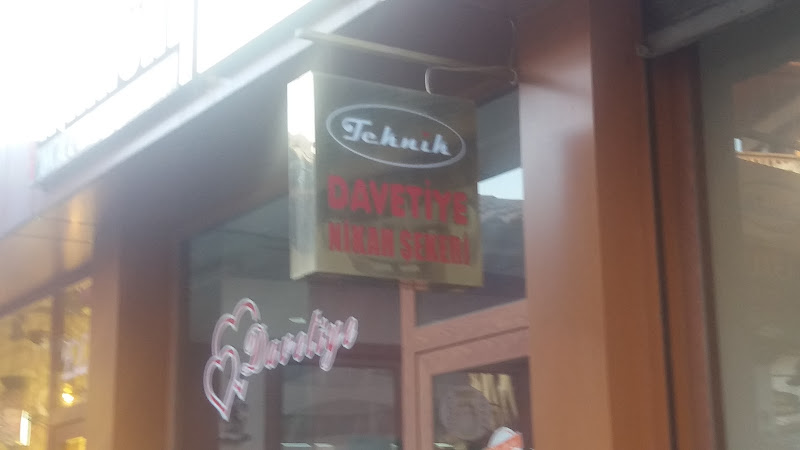 Teknik
DAVETİYE
NİKAH ŞEKERİ
Davetiye